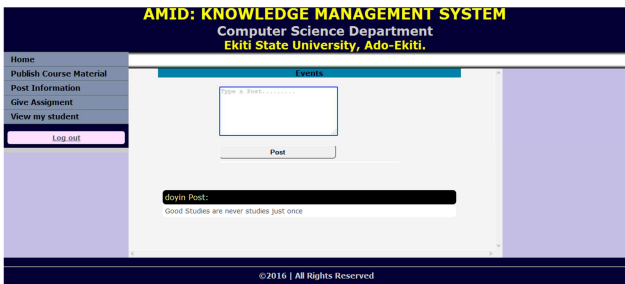 AMID: KNOWLEDGE MANAGEMENT SYSTEM
Computer Science Department
Ekiti State University, Ado-Ekiti.
Home
Publish Course Material
Post Information
Give Assigment
View my student
Log out
Events
Type a Post.........
Post
doyin Post:
Good Studies are never studies just once
©2016 | All Rights Reserved